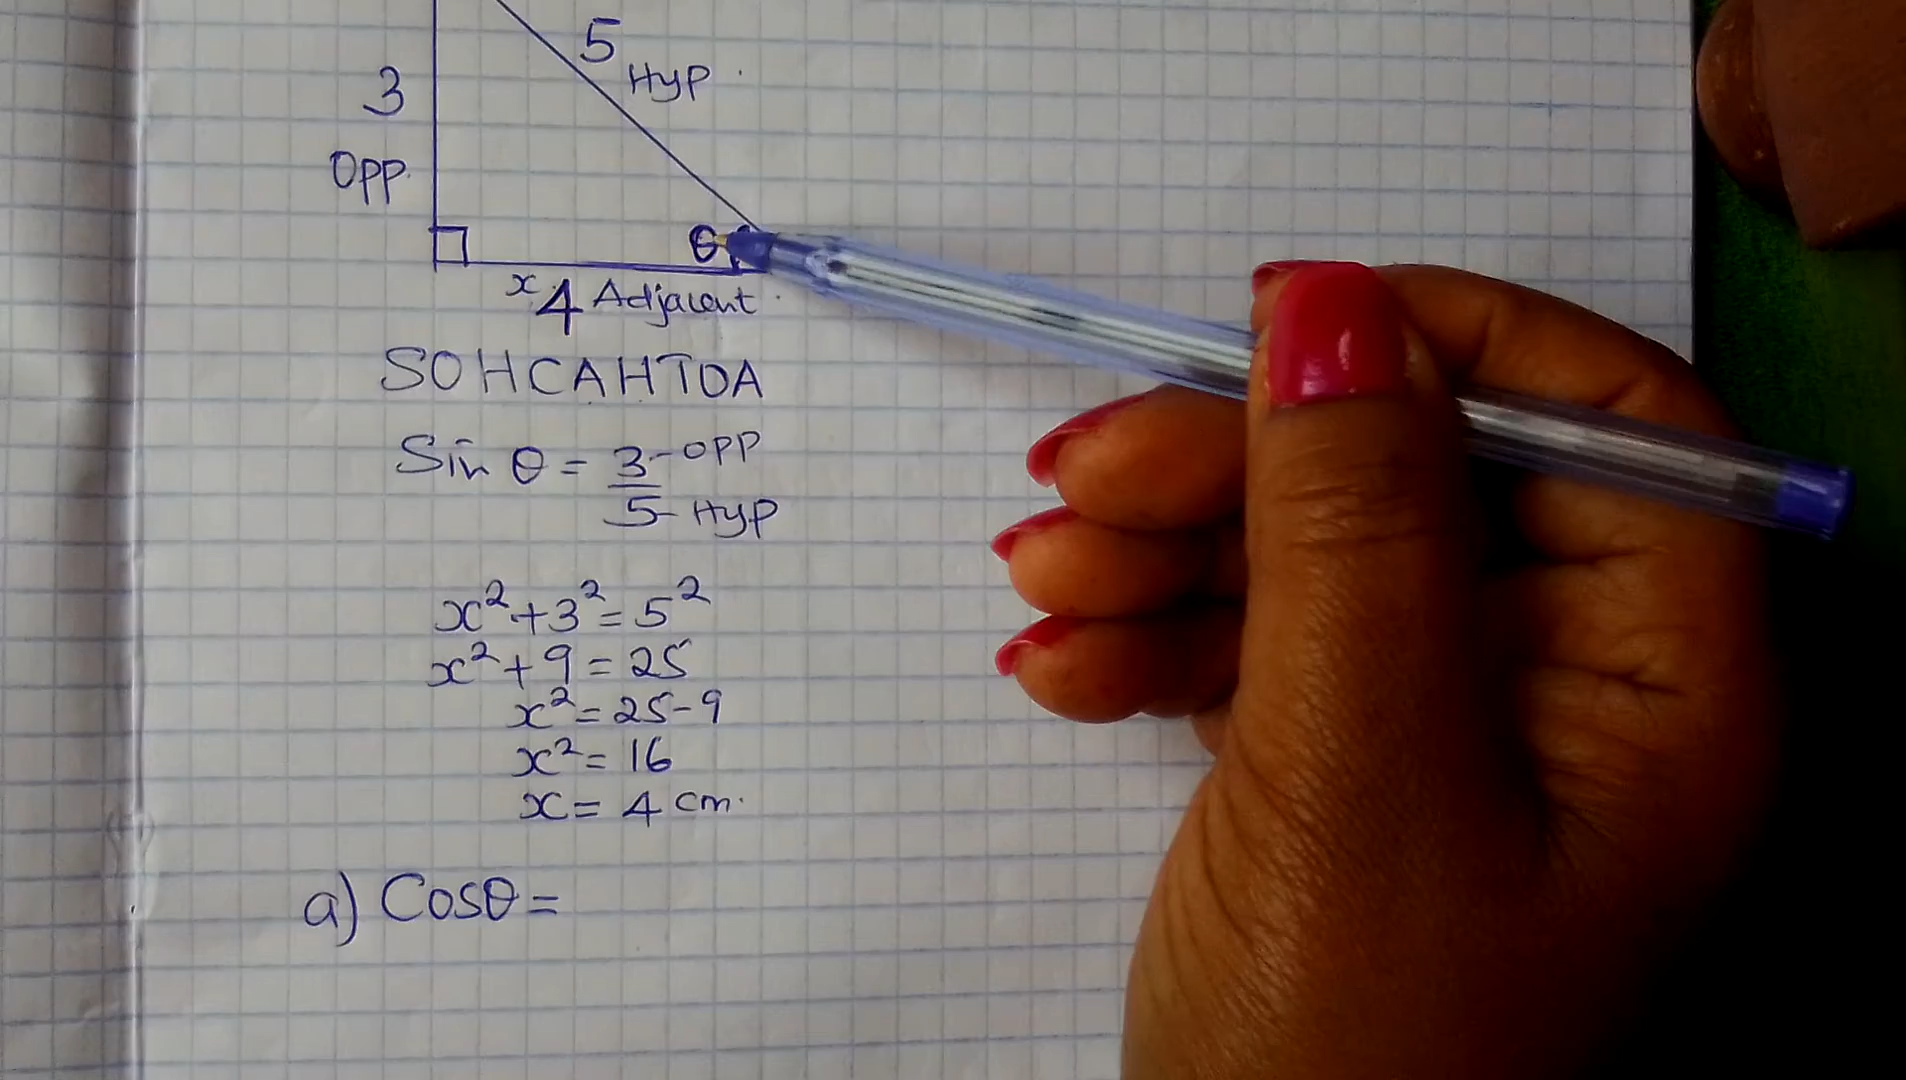 5
Hyp
3
Opp.
θ
x 4 Adjacent
SOHCAHTOA
Sin θ = 3 - opp
5 - Hyp
x² + 3² = 5²
x² + 9 = 25
x² = 25 - 9
x² = 16
x = 4 cm.
a) Cosθ =